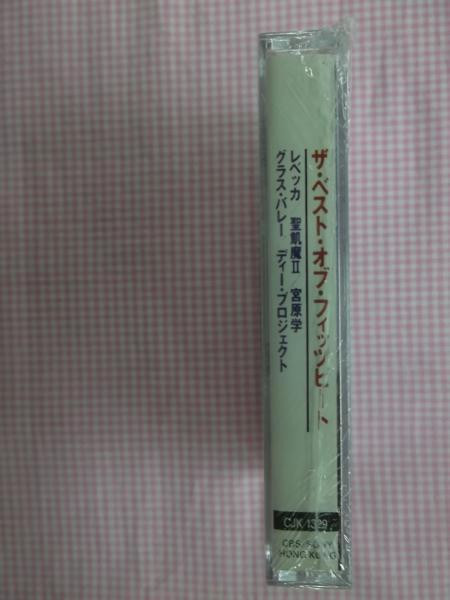 ザ・ベスト・オブ・フィッツビート
レベッカ 聖飢魔II 宮原学
グラス・バレー ディー・プロジェクト
CJK 1329
CBS/SONY
HONG KONG